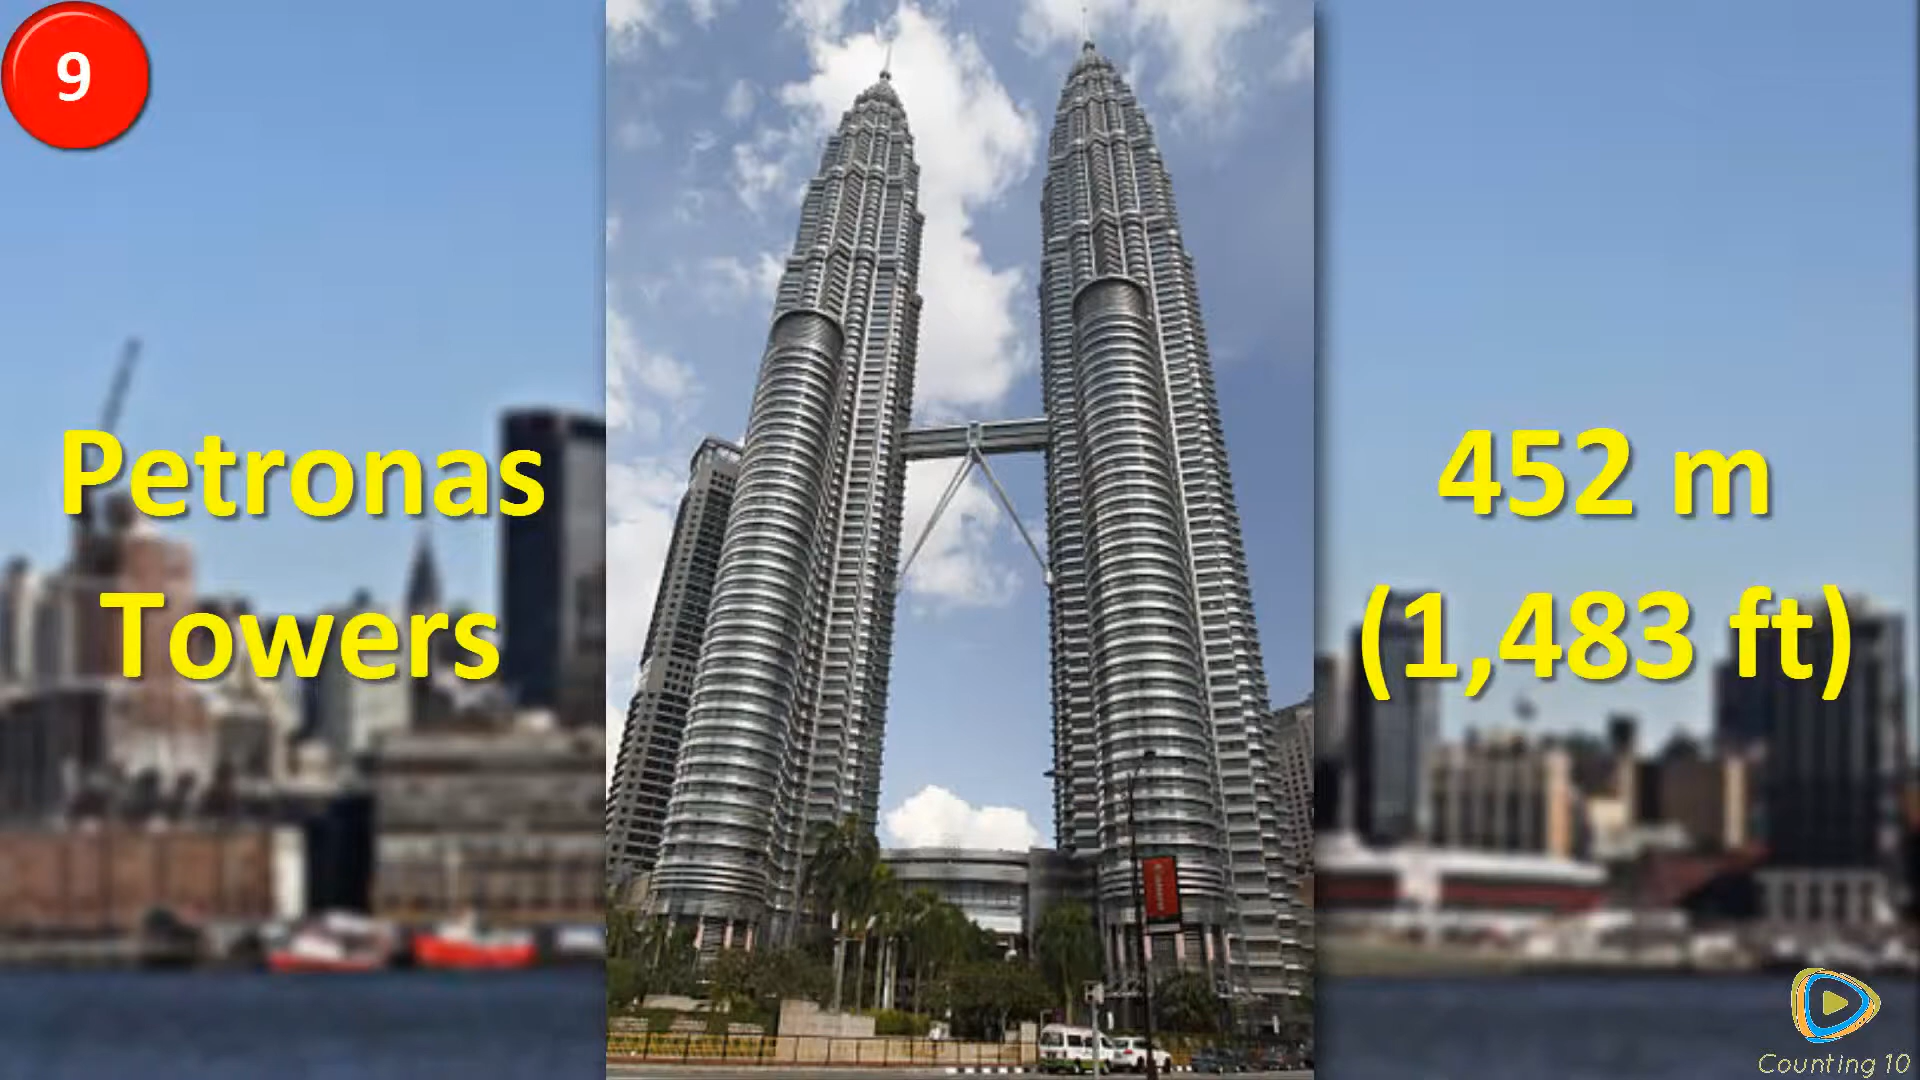 9
Petronas
Towers
452 m
(1,483 ft)
Counting 10